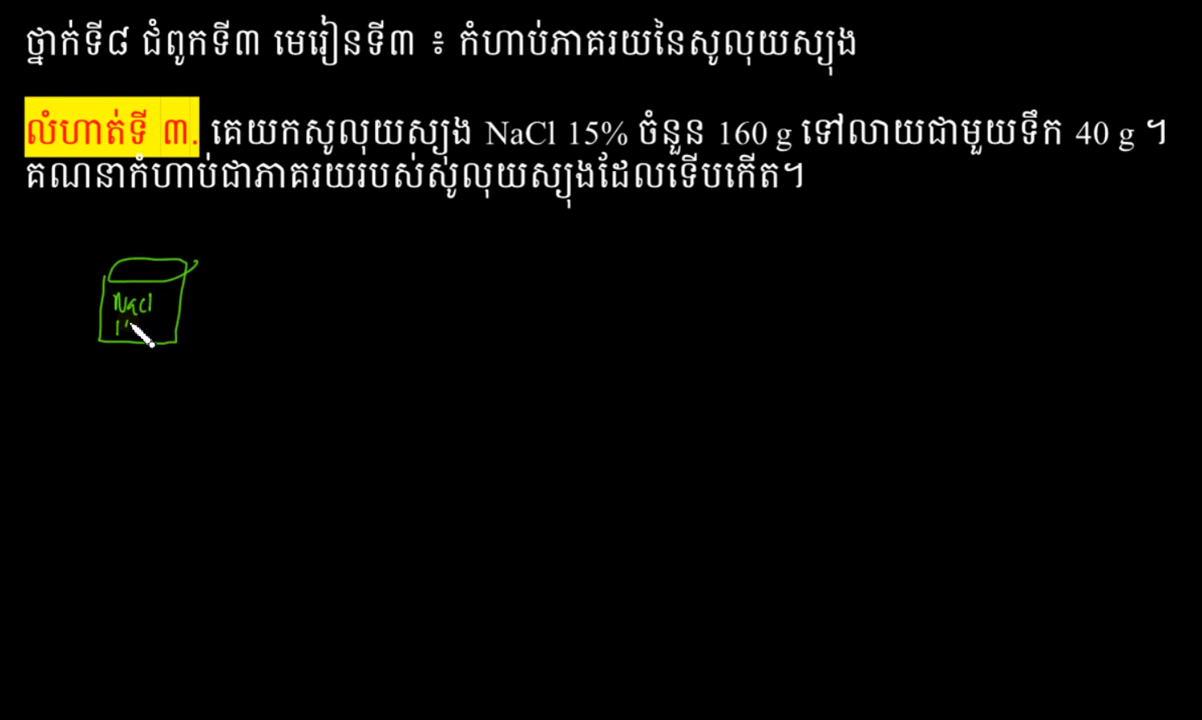 ថ្នាក់ទី៨ ជំពូកទី៣ មេរៀនទី៣ ៖ កំហាប់ភាគរយនៃសូលុយស្យុង
លំហាត់ទី ៣. គេយកសូលុយស្យុង NaCl 15% ចំនួន 160 g ទៅលាយជាមួយទឹក 40 g ។
គណនាកំហាប់ជាភាគរយរបស់សូលុយស្យុងដែលទើបកើត។
NaCl